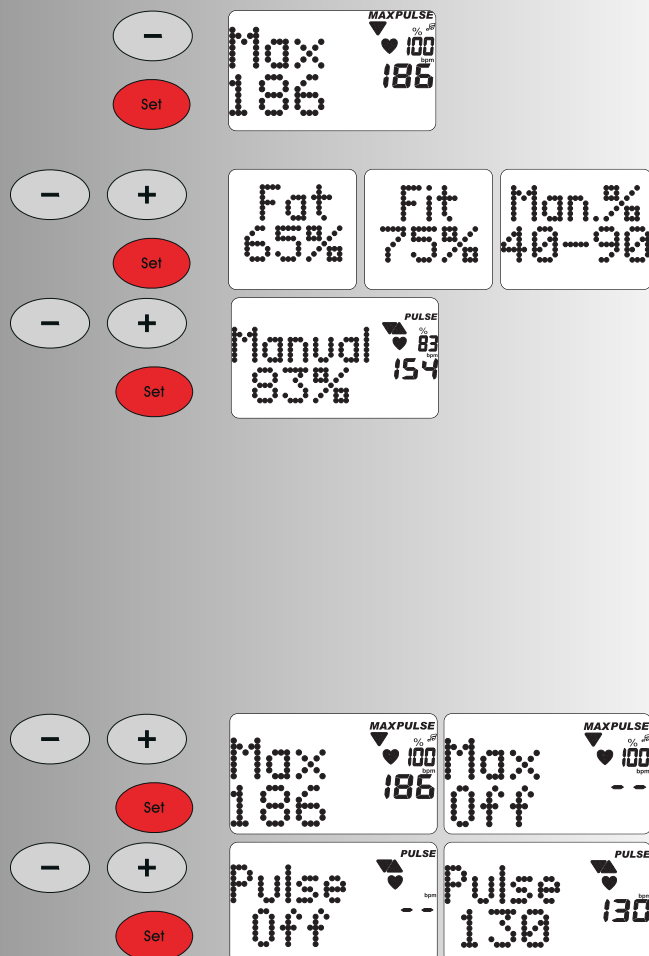 −
Set
MAXPULSE
Max
186
% 100
bpm
186
− +
Set
Fat
65%
Fit
75%
Man.%
40-90
− +
Set
Manual
83%
PULSE
% 83
bpm
154
− +
Set
Max
186
MAXPULSE
% 100
bpm
186
Max
Off
MAXPULSE
% 100
bpm
--
− +
Set
Pulse
Off
PULSE
bpm
--
Pulse
130
PULSE
bpm
130